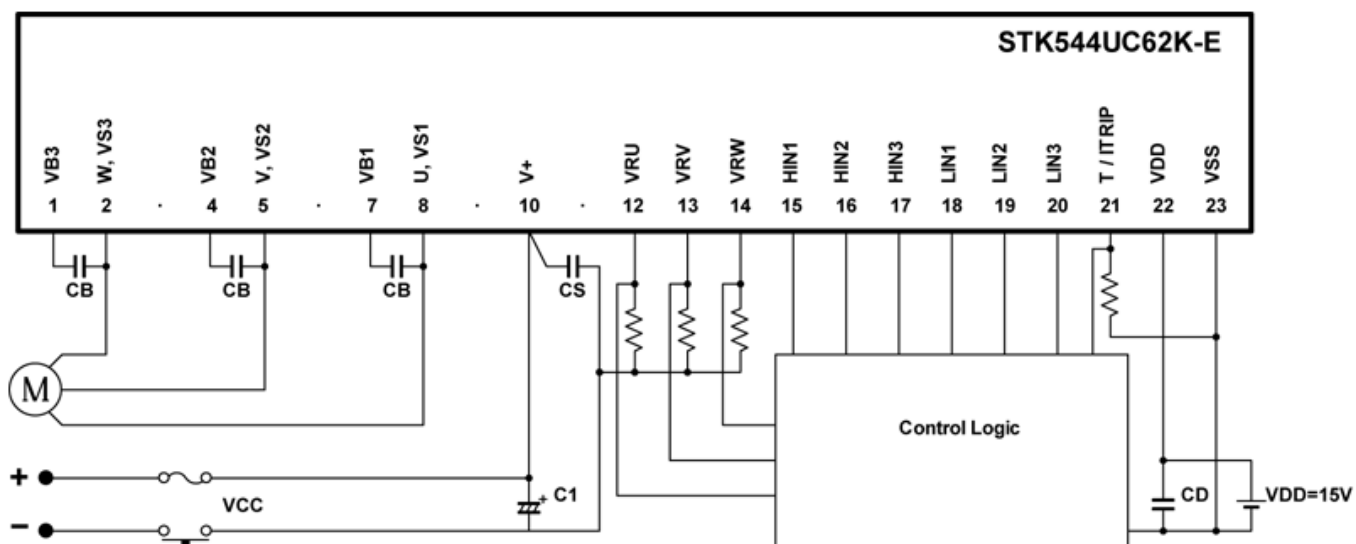 STK544UC62K-E
VB3
W, VS3
VB2
V, VS2
VB1
U, VS1
V+
VRU
VRV
VRW
HIN1
HIN2
HIN3
LIN1
LIN2
LIN3
T / ITRIP
VDD
VSS
1 2 · 4 5 · 7 8 · 10 · 12 13 14 15 16 17 18 19 20 21 22 23
CB
CB
CB
CS
M
Control Logic
+
VCC
+ C1
CD
VDD=15V
−